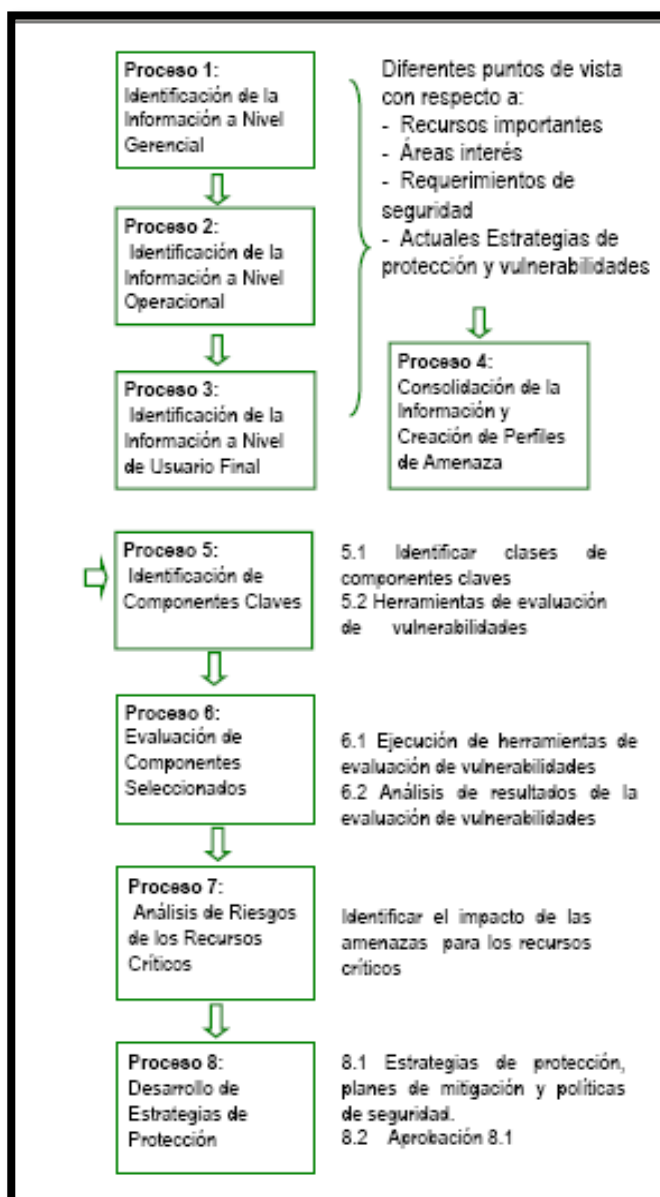 Proceso 1:
Identificación de la
Información a Nivel
Gerencial
Diferentes puntos de vista
con respecto a:
- Recursos importantes
- Áreas interés
- Requerimientos de
seguridad
- Actuales Estrategias de
protección y vulnerabilidades
Proceso 2:
Identificación de la
Información a Nivel
Operacional
Proceso 3:
Identificación de la
Información a Nivel
de Usuario Final
Proceso 4:
Consolidación de la
Información y
Creación de Perfiles
de Amenaza
Proceso 5:
Identificación de
Componentes Claves
5.1 Identificar clases de
componentes claves
5.2 Herramientas de evaluación
de vulnerabilidades
Proceso 6:
Evaluación de
Componentes
Seleccionados
6.1 Ejecución de herramientas de
evaluación de vulnerabilidades
6.2 Análisis de resultados de la
evaluación de vulnerabilidades
Proceso 7:
Análisis de Riesgos
de los Recursos
Críticos
Identificar el impacto de las
amenazas para los recursos
críticos
Proceso 8:
Desarrollo de
Estrategias de
Protección
8.1 Estrategias de protección,
planes de mitigación y políticas
de seguridad.
8.2 Aprobación 8.1